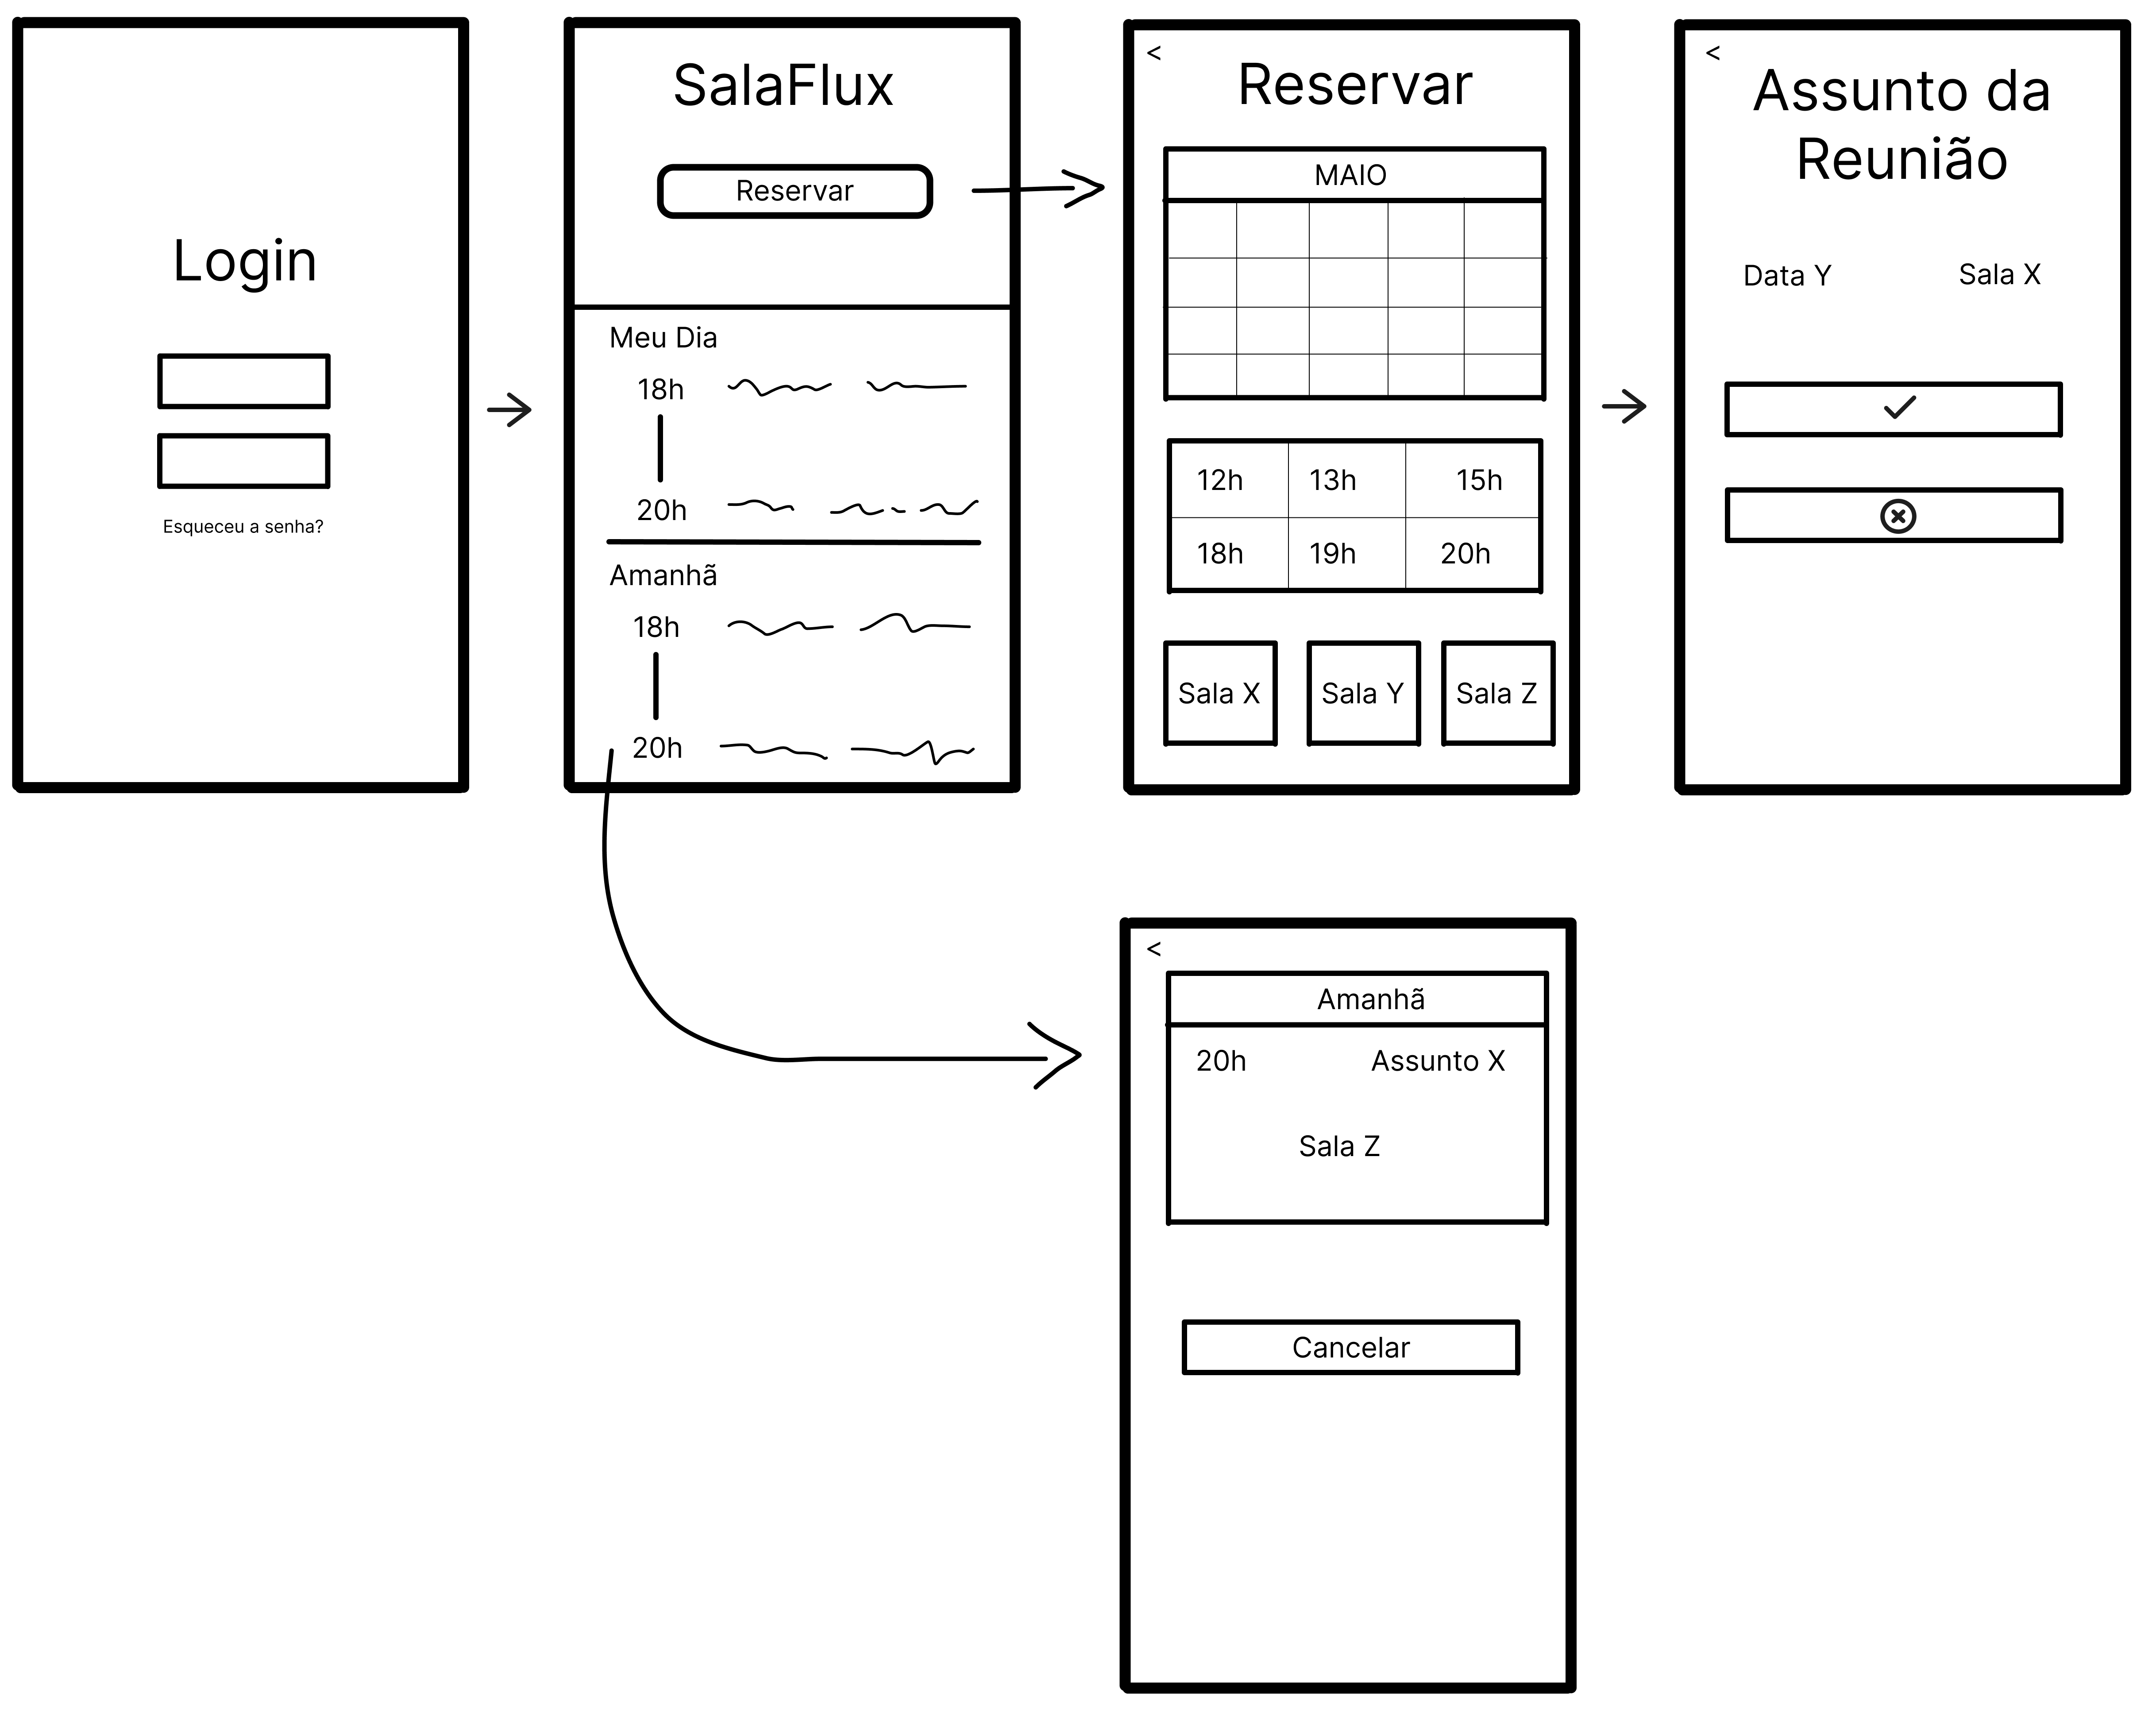 Login
Esqueceu a senha?
SalaFlux
Reservar
Meu Dia
18h
20h
Amanhã
18h
20h
<
Reservar
MAIO
12h 13h 15h
18h 19h 20h
Sala X Sala Y Sala Z
<
Assunto da
Reunião
Data Y Sala X
<
Amanhã
20h Assunto X
Sala Z
Cancelar